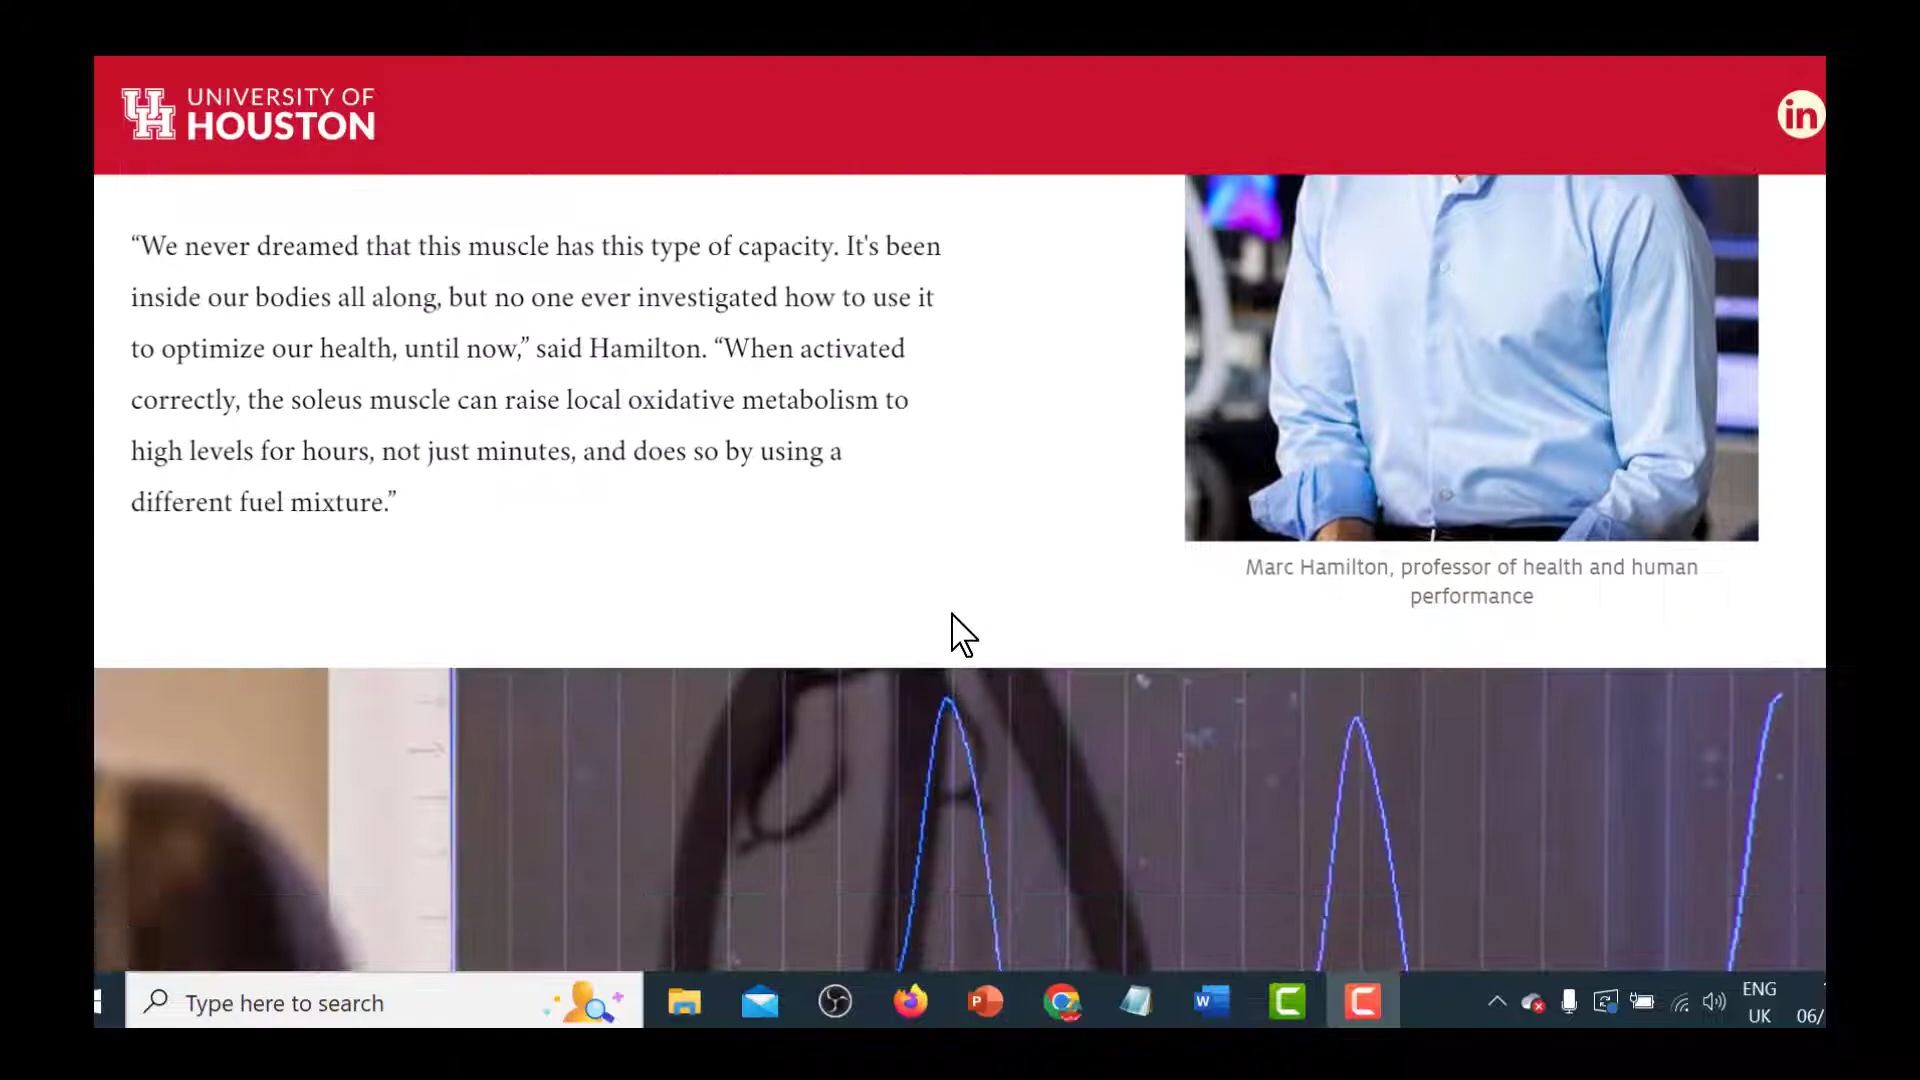 UNIVERSITY OF
HOUSTON
in
“We never dreamed that this muscle has this type of capacity. It's been
inside our bodies all along, but no one ever investigated how to use it
to optimize our health, until now,” said Hamilton. “When activated
correctly, the soleus muscle can raise local oxidative metabolism to
high levels for hours, not just minutes, and does so by using a
different fuel mixture.”
Marc Hamilton, professor of health and human
performance
Type here to search
ENG
UK
06/